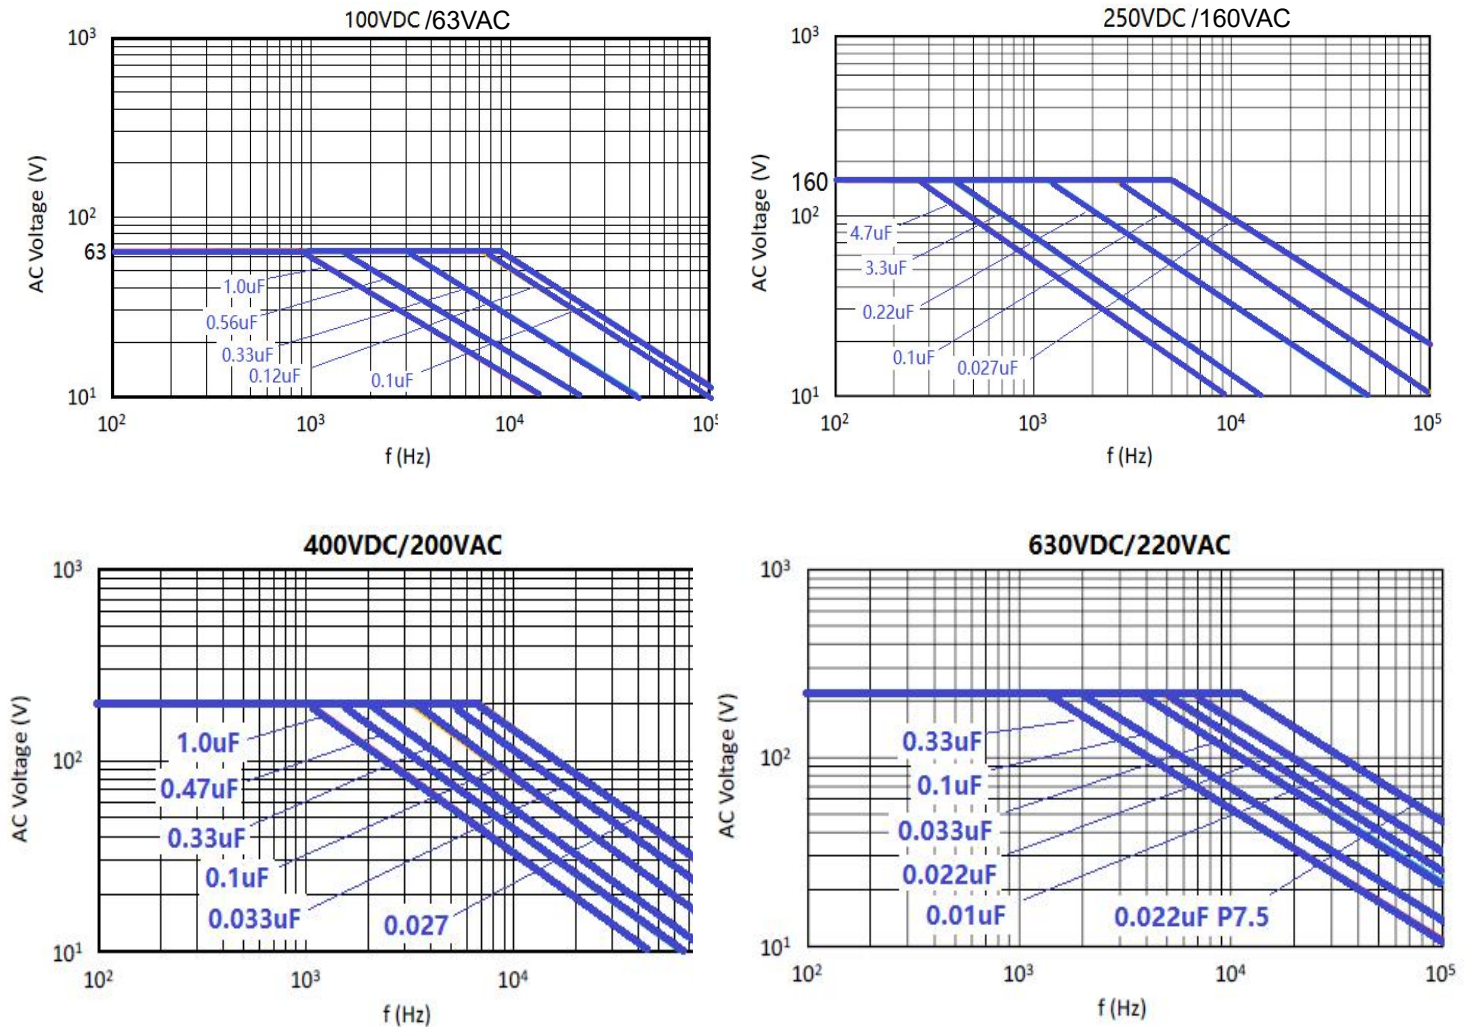 100VDC /63VAC
10³
AC Voltage (V)
10²
63
1.0uF
0.56uF
0.33uF
0.12uF
0.1uF
10¹
10² 10³ 10⁴ 10⁵
f (Hz)
250VDC /160VAC
10³
AC Voltage (V)
160
10²
4.7uF
3.3uF
0.22uF
0.1uF
0.027uF
10¹
10² 10³ 10⁴ 10⁵
f (Hz)
400VDC/200VAC
10³
AC Voltage (V)
1.0uF
10²
0.47uF
0.33uF
0.1uF
0.033uF
0.027
10¹
10² 10³ 10⁴
f (Hz)
630VDC/220VAC
10³
AC Voltage (V)
0.33uF
10²
0.1uF
0.033uF
0.022uF
0.01uF
0.022uF P7.5
10¹
10² 10³ 10⁴ 10⁵
f (Hz)